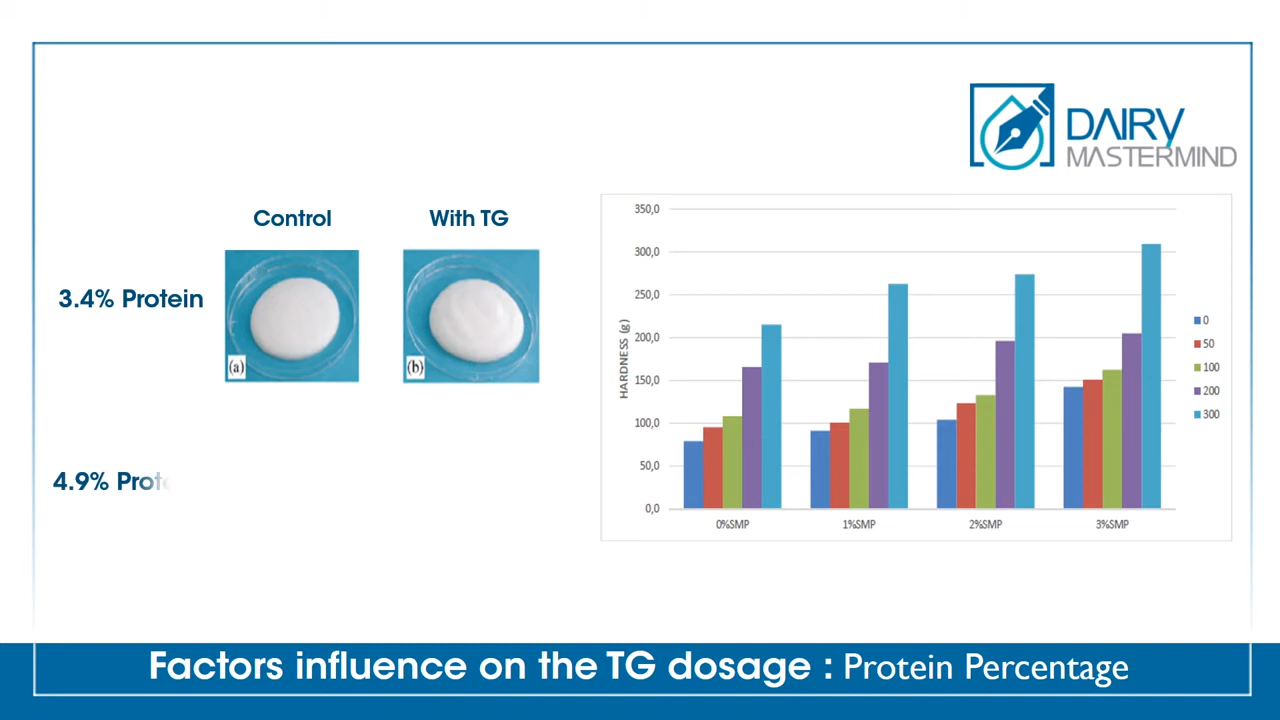 DAIRY
MASTERMIND
Control
With TG
3.4% Protein
(a)
(b)
4.9%
350,0
300,0
250,0
200,0
150,0
100,0
50,0
0,0
HARDNESS (g)
0%SMP
1%SMP
2%SMP
3%SMP
0
50
100
200
300
Factors influence on the TG dosage : Protein Percentage